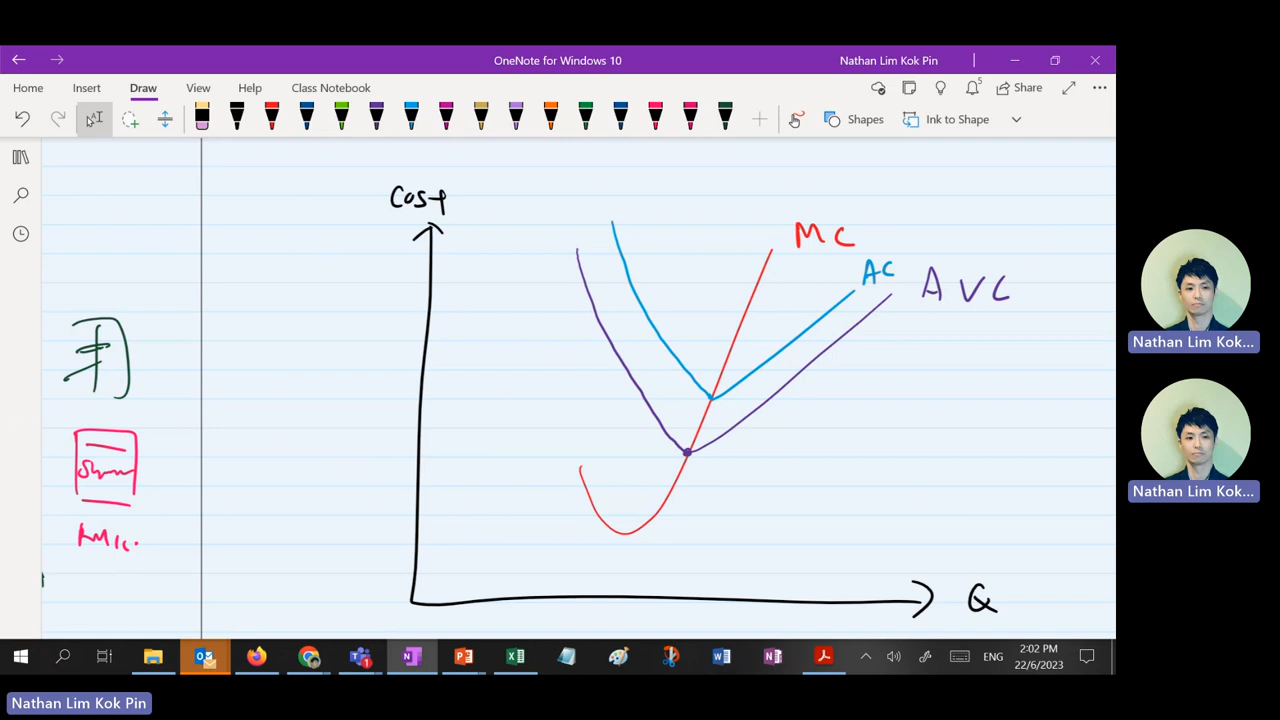 OneNote for Windows 10
Nathan Lim Kok Pin
Home
Insert
Draw
View
Help
Class Notebook
5
Share
Shapes
Ink to Shape
Cost
MC
AC
AVC
Q
Nathan Lim Kok...
Nathan Lim Kok...
1
ENG
2:02 PM
22/6/2023
Nathan Lim Kok Pin